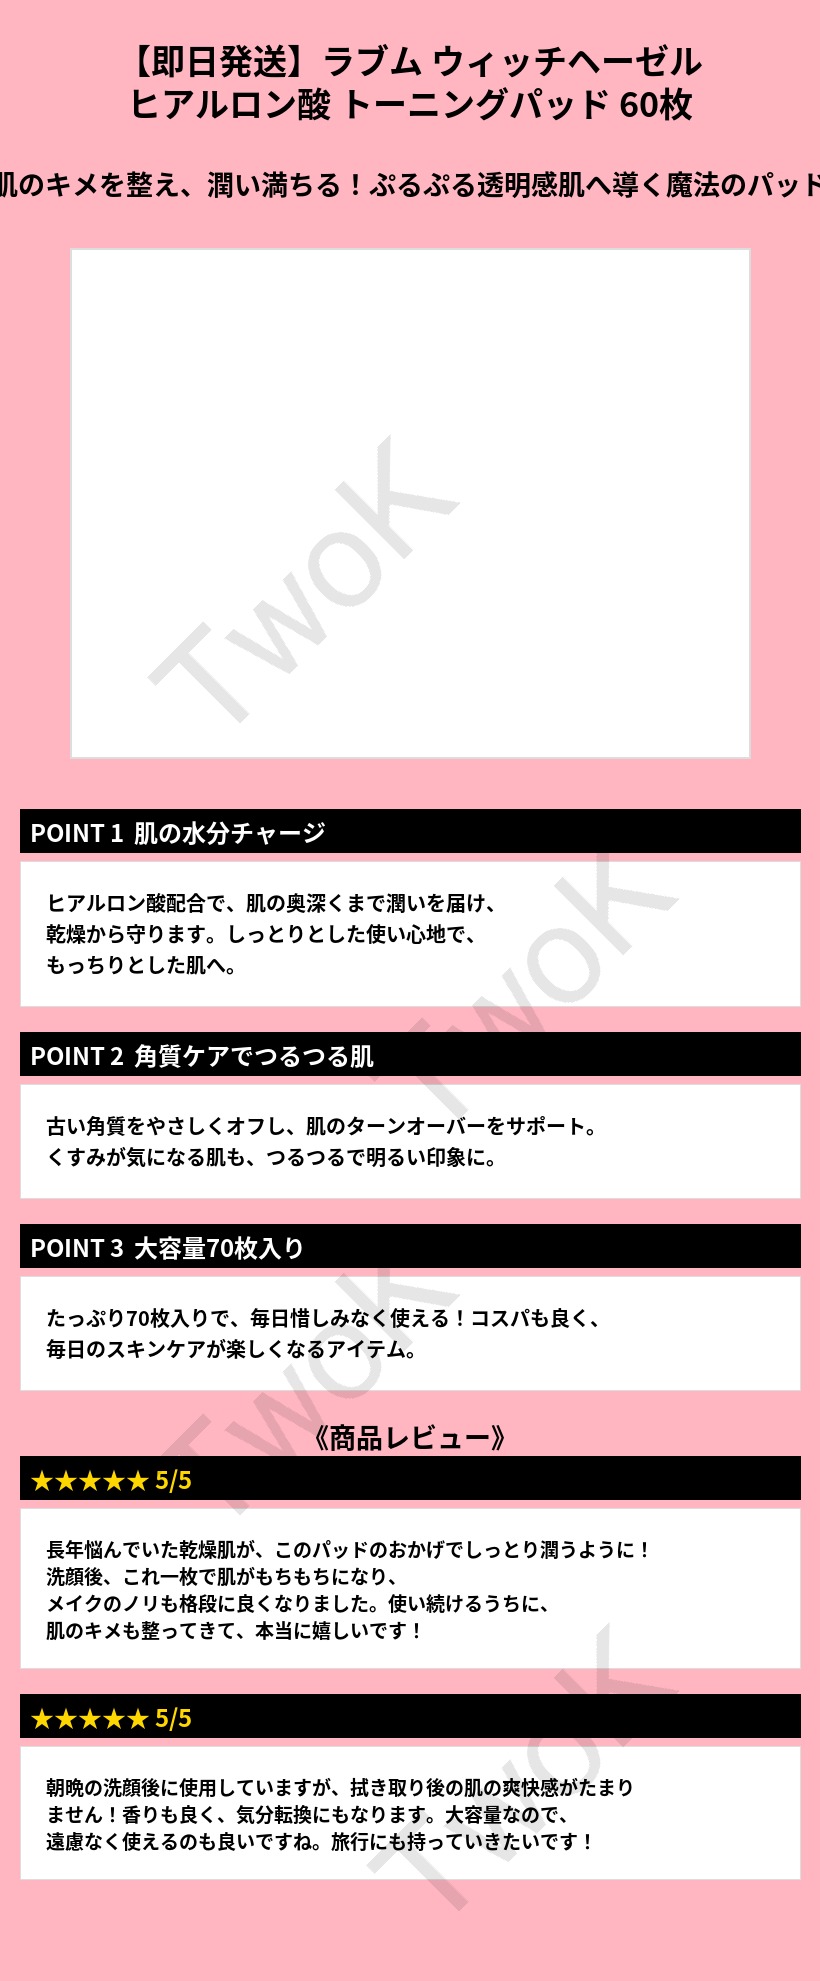 【即日発送】ラブム ウィッチヘーゼル
ヒアルロン酸 トーニングパッド 60枚
肌のキメを整え、潤い満ちる！ぷるぷる透明感肌へ導く魔法のパッド
TwoK
POINT 1 肌の水分チャージ
ヒアルロン酸配合で、肌の奥深くまで潤いを届け、
乾燥から守ります。しっとりとした使い心地で、
もっちりとした肌へ。
TwoK
POINT 2 角質ケアでつるつる肌
古い角質をやさしくオフし、肌のターンオーバーをサポート。
くすみが気になる肌も、つるつるで明るい印象に。
POINT 3 大容量70枚入り
たっぷり70枚入りで、毎日惜しみなく使える！コスパも良く、
毎日のスキンケアが楽しくなるアイテム。
TwoK
《商品レビュー》
★★★★★ 5/5
長年悩んでいた乾燥肌が、このパッドのおかげでしっとり潤うように！
洗顔後、これ一枚で肌がもちもちになり、
メイクのノリも格段に良くなりました。使い続けるうちに、
肌のキメも整ってきて、本当に嬉しいです！
★★★★★ 5/5
朝晩の洗顔後に使用していますが、拭き取り後の肌の爽快感がたまり
ません！香りも良く、気分転換にもなります。大容量なので、
遠慮なく使えるのも良いですね。旅行にも持っていきたいです！
TwoK